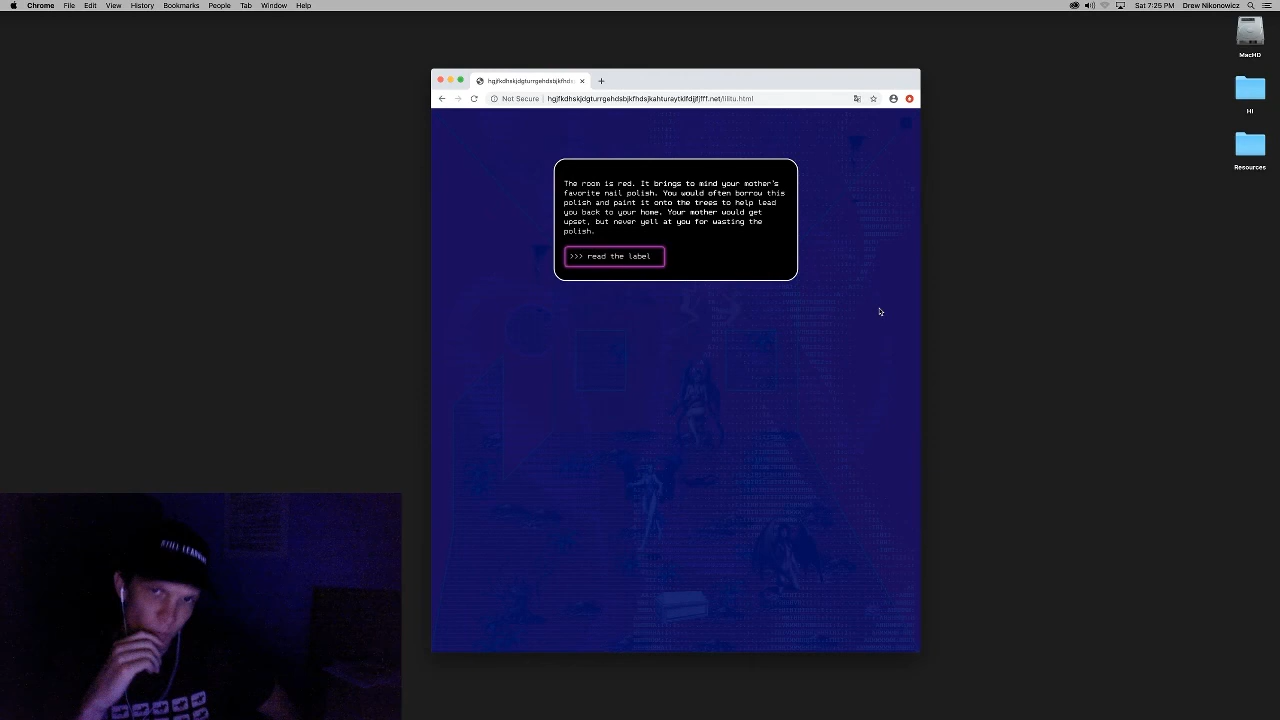 Chrome File Edit View History Bookmarks People Tab Window Help
Sat 7:25 PM Drew Nikonowicz
MacHD
HI
Resources
Not Secure
The room is red. It brings to mind your mother's
favorite nail polish. You would often borrow this
polish and paint it onto the trees to help lead
you back to your home. Your mother would get
upset, but never yell at you for wasting the
polish.
>>> read the label
STILL LEARNING